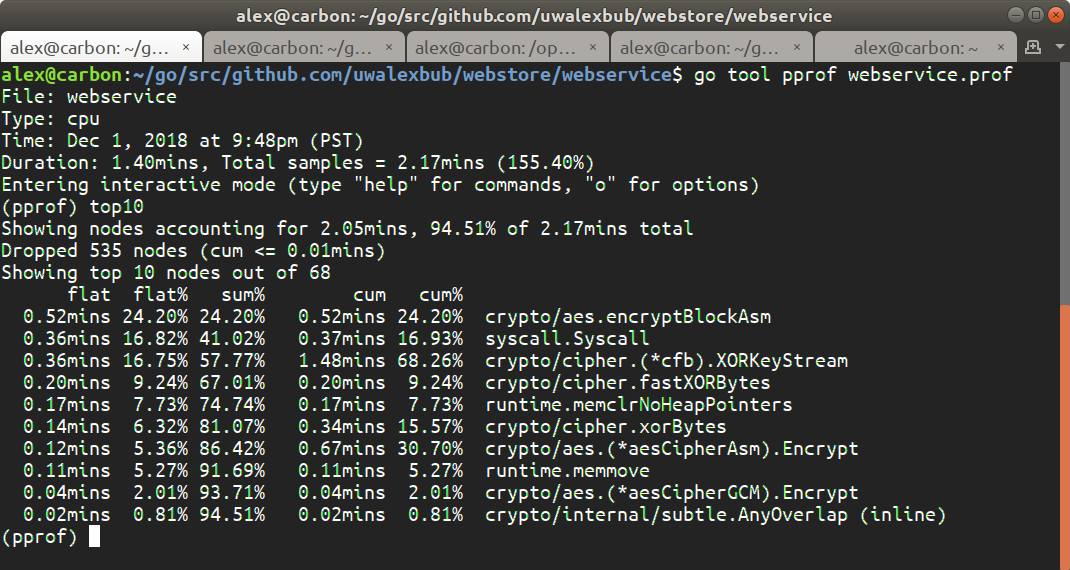 alex@carbon: ~/go/src/github.com/uwalexbub/webstore/webservice
alex@carbon: ~/g... × alex@carbon: ~/g... × alex@carbon: /op... × alex@carbon: ~/g... × alex@carbon: ~ ×
alex@carbon:~/go/src/github.com/uwalexbub/webstore/webservice$ go tool pprof webservice.prof
File: webservice
Type: cpu
Time: Dec 1, 2018 at 9:48pm (PST)
Duration: 1.40mins, Total samples = 2.17mins (155.40%)
Entering interactive mode (type "help" for commands, "o" for options)
(pprof) top10
Showing nodes accounting for 2.05mins, 94.51% of 2.17mins total
Dropped 535 nodes (cum <= 0.01mins)
Showing top 10 nodes out of 68
flat flat% sum% cum cum%
0.52mins 24.20% 24.20% 0.52mins 24.20% crypto/aes.encryptBlockAsm
0.36mins 16.82% 41.02% 0.37mins 16.93% syscall.Syscall
0.36mins 16.75% 57.77% 1.48mins 68.26% crypto/cipher.(*cfb).XORKeyStream
0.20mins 9.24% 67.01% 0.20mins 9.24% crypto/cipher.fastXORBytes
0.17mins 7.73% 74.74% 0.17mins 7.73% runtime.memclrNoHeapPointers
0.14mins 6.32% 81.07% 0.34mins 15.57% crypto/cipher.xorBytes
0.12mins 5.36% 86.42% 0.67mins 30.70% crypto/aes.(*aesCipherAsm).Encrypt
0.11mins 5.27% 91.69% 0.11mins 5.27% runtime.memmove
0.04mins 2.01% 93.71% 0.04mins 2.01% crypto/aes.(*aesCipherGCM).Encrypt
0.02mins 0.81% 94.51% 0.02mins 0.81% crypto/internal/subtle.AnyOverlap (inline)
(pprof)